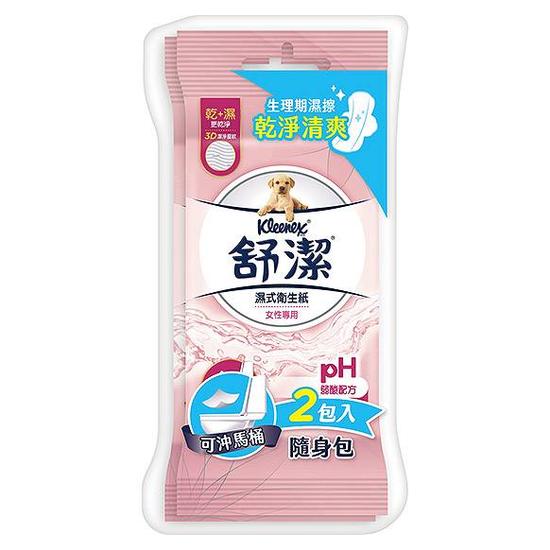 生理期濕擦
乾淨清爽
乾+濕
更乾淨
3D潔淨柔紋
Kleenex®
舒潔®
濕式衛生紙
女性專用
pH
弱酸配方
2包入
可沖馬桶
隨身包